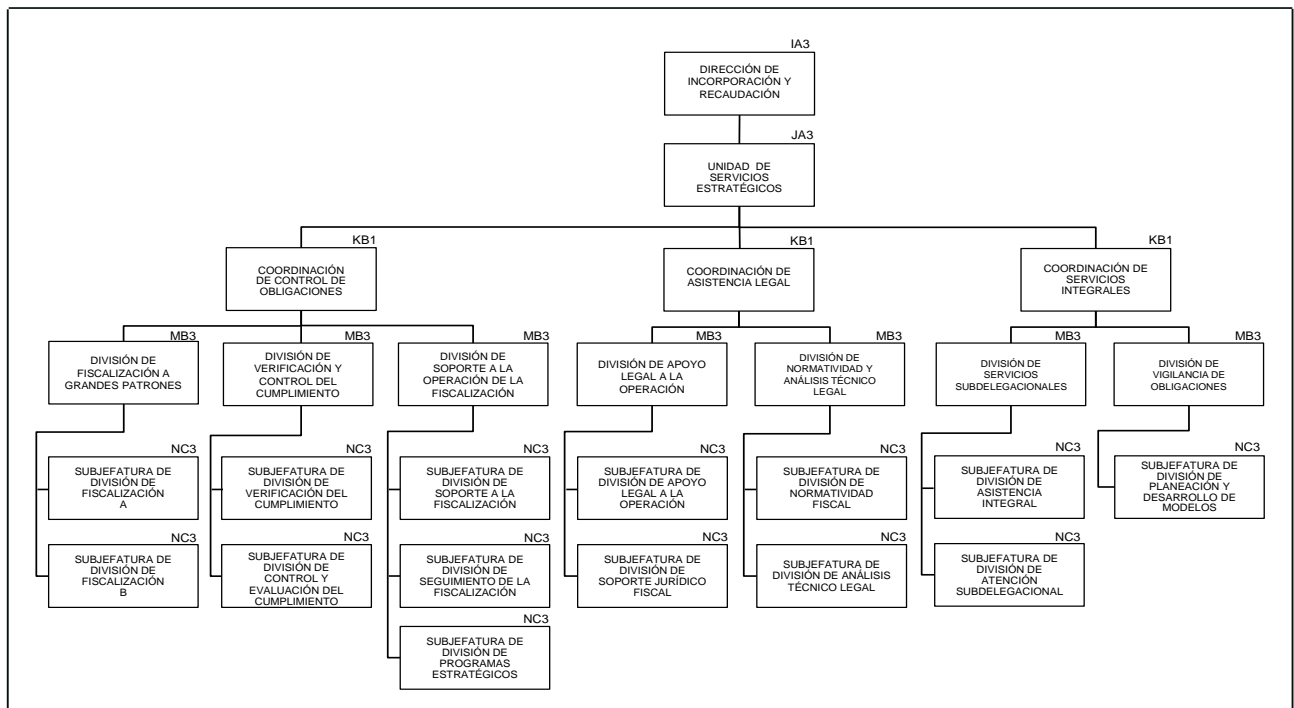 IA3
DIRECCIÓN DE
INCORPORACIÓN Y
RECAUDACIÓN
JA3
UNIDAD DE
SERVICIOS
ESTRATÉGICOS
KB1
COORDINACIÓN
DE CONTROL DE
OBLIGACIONES
KB1
COORDINACIÓN DE
ASISTENCIA LEGAL
KB1
COORDINACIÓN DE
SERVICIOS
INTEGRALES
MB3
DIVISIÓN DE
FISCALIZACIÓN A
GRANDES PATRONES
MB3
DIVISIÓN DE
VERIFICACIÓN Y
CONTROL DEL
CUMPLIMIENTO
MB3
DIVISIÓN DE
SOPORTE A LA
OPERACIÓN DE LA
FISCALIZACIÓN
MB3
DIVISIÓN DE APOYO
LEGAL A LA
OPERACIÓN
MB3
DIVISIÓN DE
NORMATIVIDAD Y
ANÁLISIS TÉCNICO
LEGAL
MB3
DIVISIÓN DE
SERVICIOS
SUBDELEGACIONALES
MB3
DIVISIÓN DE
VIGILANCIA DE
OBLIGACIONES
NC3
SUBJEFATURA DE
DIVISIÓN DE
FISCALIZACIÓN
A
NC3
SUBJEFATURA DE
DIVISIÓN DE
VERIFICACIÓN DEL
CUMPLIMIENTO
NC3
SUBJEFATURA DE
DIVISIÓN DE
SOPORTE A LA
FISCALIZACIÓN
NC3
SUBJEFATURA DE
DIVISIÓN DE APOYO
LEGAL A LA
OPERACIÓN
NC3
SUBJEFATURA DE
DIVISIÓN DE
NORMATIVIDAD
FISCAL
NC3
SUBJEFATURA DE
DIVISIÓN DE
ASISTENCIA
INTEGRAL
NC3
SUBJEFATURA DE
DIVISIÓN DE
PLANEACIÓN Y
DESARROLLO DE
MODELOS
NC3
SUBJEFATURA DE
DIVISIÓN DE
FISCALIZACIÓN
B
NC3
SUBJEFATURA DE
DIVISIÓN DE
CONTROL Y
EVALUACIÓN DEL
CUMPLIMIENTO
NC3
SUBJEFATURA DE
DIVISIÓN DE
SEGUIMIENTO DE LA
FISCALIZACIÓN
NC3
SUBJEFATURA DE
DIVISIÓN DE
SOPORTE JURÍDICO
FISCAL
NC3
SUBJEFATURA DE
DIVISIÓN DE ANÁLISIS
TÉCNICO LEGAL
NC3
SUBJEFATURA DE
DIVISIÓN DE
ATENCIÓN
SUBDELEGACIONAL
NC3
SUBJEFATURA DE
DIVISIÓN DE
PROGRAMAS
ESTRATÉGICOS